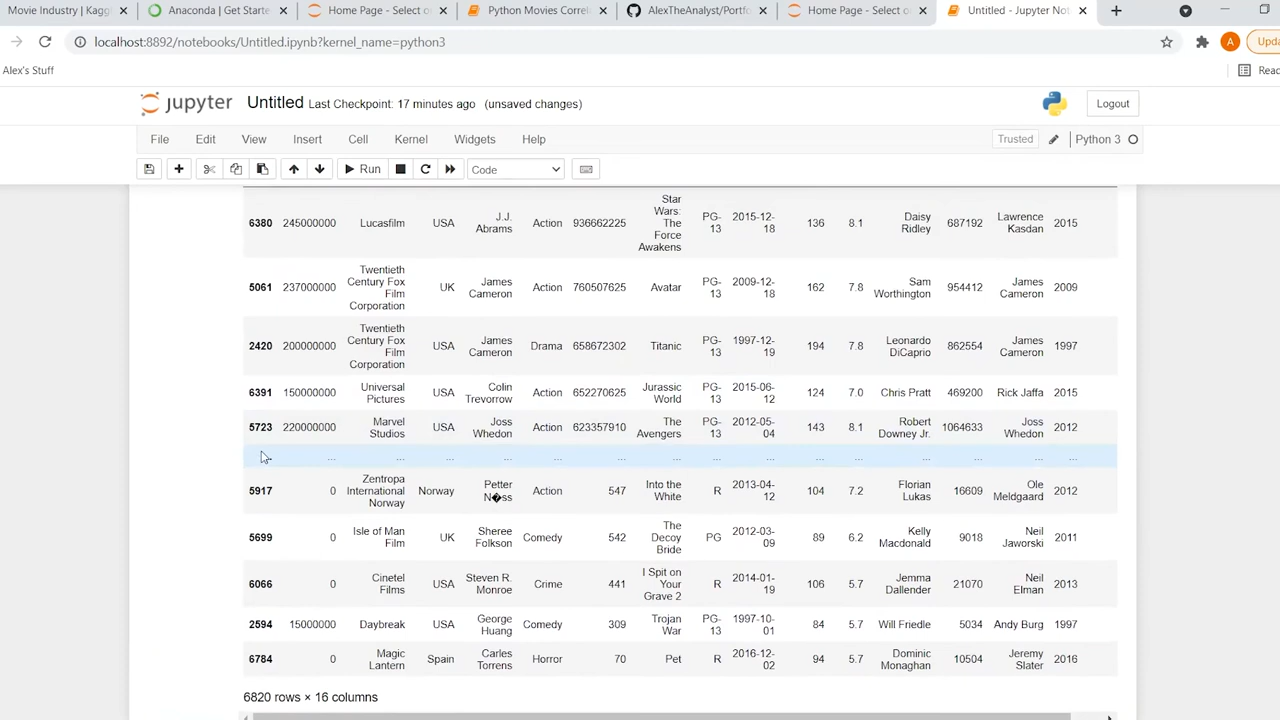 Movie Industry | Kagg
Anaconda | Get Starte
Home Page - Select o
Python Movies Correla
AlexTheAnalyst/Portfo
Home Page - Select o
Untitled - Jupyter Not
localhost:8892/notebooks/Untitled.ipynb?kernel_name=python3
A
Upda
Alex's Stuff
Read
jupyter Untitled Last Checkpoint: 17 minutes ago (unsaved changes)
Logout
File Edit View Insert Cell Kernel Widgets Help
Trusted
Python 3
Run
Code
6380 245000000 Lucasfilm USA J.J. Abrams Action 936662225 Star Wars: The Force Awakens PG-13 2015-12-18 136 8.1 Daisy Ridley 687192 Lawrence Kasdan 2015
5061 237000000 Twentieth Century Fox Film Corporation UK James Cameron Action 760507625 Avatar PG-13 2009-12-18 162 7.8 Sam Worthington 954412 James Cameron 2009
2420 200000000 Twentieth Century Fox Film Corporation USA James Cameron Drama 658672302 Titanic PG-13 1997-12-19 194 7.8 Leonardo DiCaprio 862554 James Cameron 1997
6391 150000000 Universal Pictures USA Colin Trevorrow Action 652270625 Jurassic World PG-13 2015-06-12 124 7.0 Chris Pratt 469200 Rick Jaffa 2015
5723 220000000 Marvel Studios USA Joss Whedon Action 623357910 The Avengers PG-13 2012-05-04 143 8.1 Robert Downey Jr. 1064633 Joss Whedon 2012
... ... ... ... ... ... ... ... ... ... ... ... ... ... ... ...
5917 0 Zentropa International Norway Norway Petter N�ss Action 547 Into the White R 2013-04-12 104 7.2 Florian Lukas 16609 Ole Meldgaard 2012
5699 0 Isle of Man Film UK Sheree Folkson Comedy 542 The Decoy Bride PG 2012-03-09 89 6.2 Kelly Macdonald 9018 Neil Jaworski 2011
6066 0 Cinetel Films USA Steven R. Monroe Crime 441 I Spit on Your Grave 2 R 2014-01-19 106 5.7 Jemma Dallender 21070 Neil Elman 2013
2594 15000000 Daybreak USA George Huang Comedy 309 Trojan War PG-13 1997-10-01 84 5.7 Will Friedle 5034 Andy Burg 1997
6784 0 Magic Lantern Spain Carles Torrens Horror 70 Pet R 2016-12-02 94 5.7 Dominic Monaghan 10504 Jeremy Slater 2016
6820 rows × 16 columns